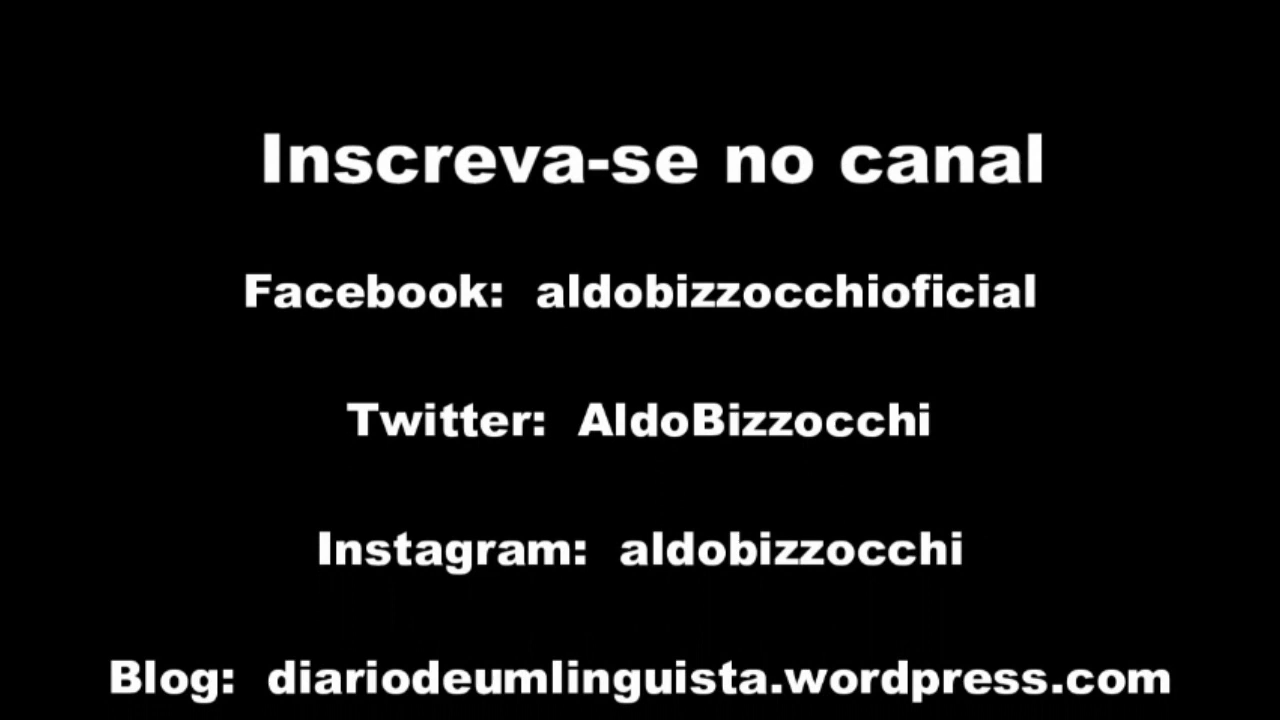 Inscreva-se no canal
Facebook: aldobizzocchioficial
Twitter: AldoBizzocchi
Instagram: aldobizzocchi
Blog: diariodeumlinguista.wordpress.com